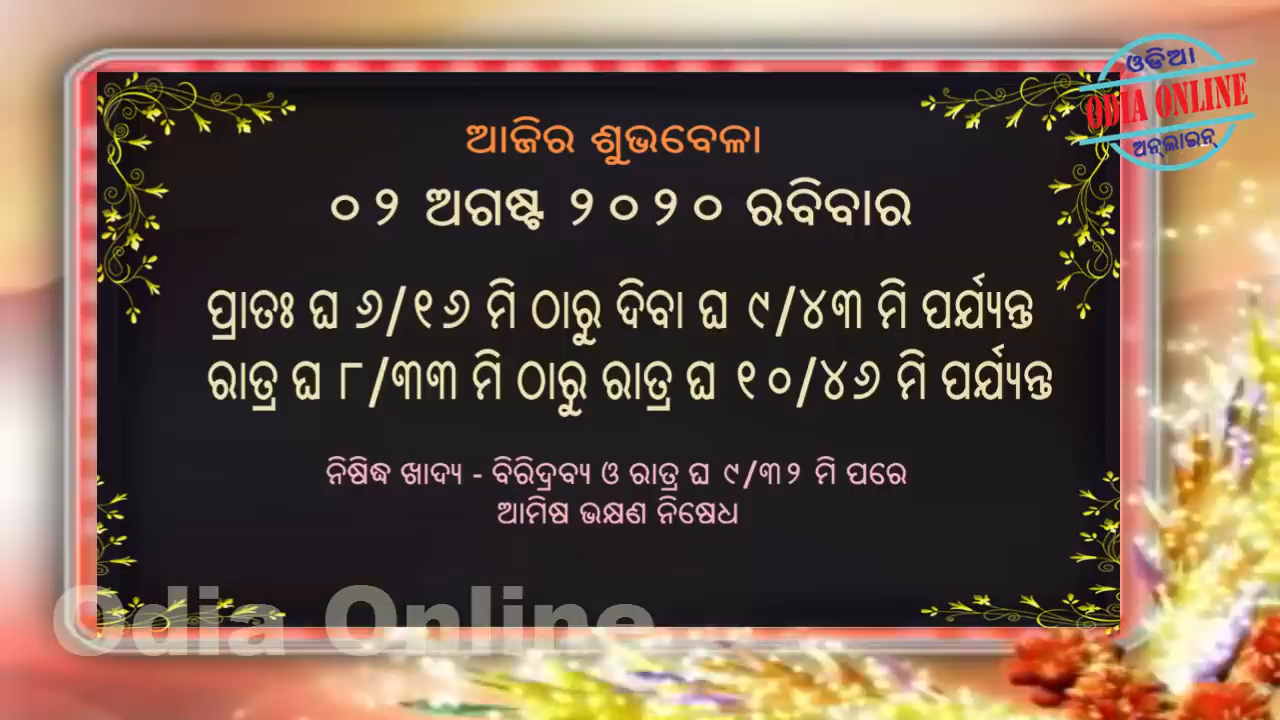 ଓଡିଆ
ODIA ONLINE
ଅନ୍‌ଲାଇନ୍
ଆଜିର ଶୁଭବେଳା
୦୨ ଅଗଷ୍ଟ ୨୦୨୦ ରବିବାର
ପ୍ରାତଃ ଘ ୬/୧୬ ମି ଠାରୁ ଦିବା ଘ ୯/୪୩ ମି ପର୍ଯ୍ୟନ୍ତ
ରାତ୍ର ଘ ୮/୩୩ ମି ଠାରୁ ରାତ୍ର ଘ ୧୦/୪୬ ମି ପର୍ଯ୍ୟନ୍ତ
ନିଷିଦ୍ଧ ଖାଦ୍ୟ - ବିରିଦ୍ରବ୍ୟ ଓ ରାତ୍ର ଘ ୯/୩୨ ମି ପରେ
ଆମିଷ ଭକ୍ଷଣ ନିଷେଧ
Odia Online